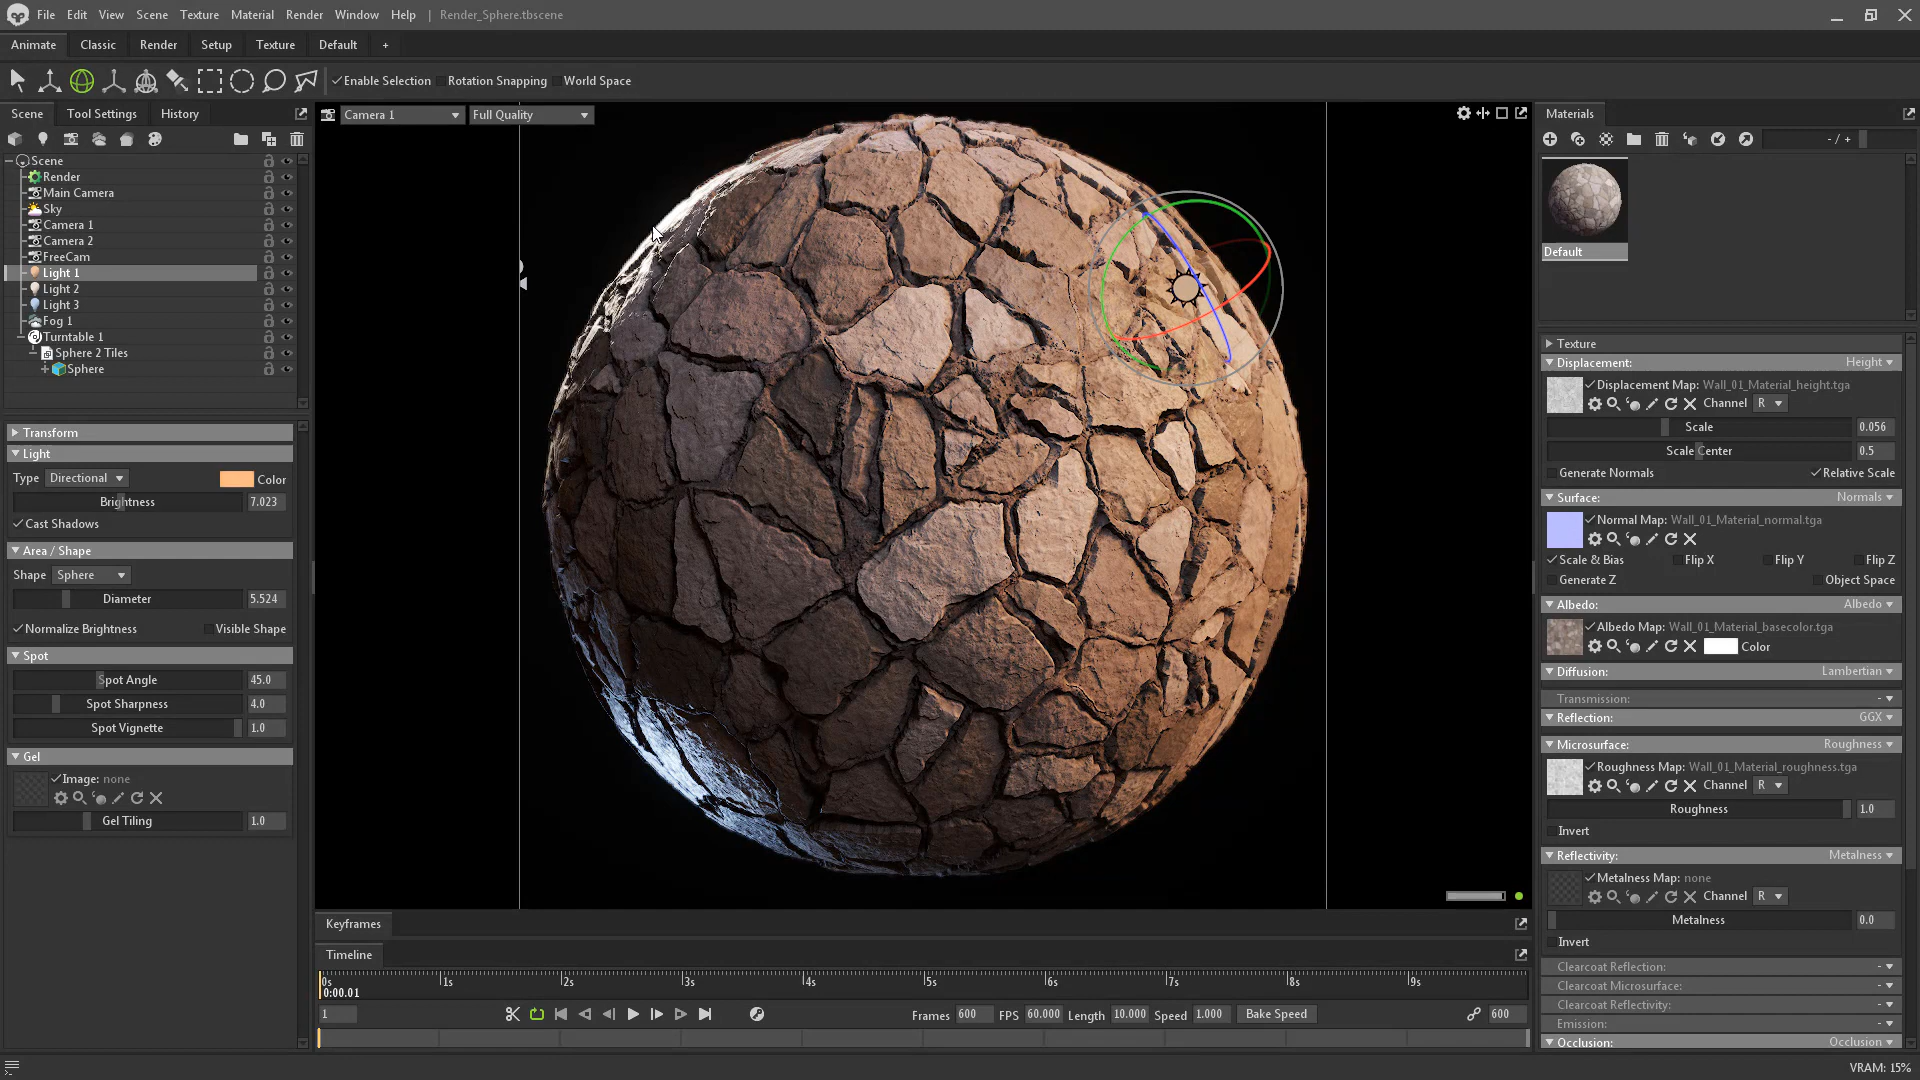 File Edit View Scene Texture Material Render Window Help | Render_Sphere.tbscene
Animate Classic Render Setup Texture Default +
Enable Selection Rotation Snapping World Space
Scene Tool Settings History
Scene
Render
Main Camera
Sky
Camera 1
Camera 2
FreeCam
Light 1
Light 2
Light 3
Fog 1
Turntable 1
Sphere 2 Tiles
Sphere
Transform
Light
Type Directional Color
Brightness 7.023
Cast Shadows
Area / Shape
Shape Sphere
Diameter 5.524
Normalize Brightness Visible Shape
Spot
Spot Angle 45.0
Spot Sharpness 4.0
Spot Vignette 1.0
Gel
Image: none
Gel Tiling 1.0
Camera 1 Full Quality
Keyframes
Timeline
0s 1s 2s 3s 4s 5s 6s 7s 8s 9s
0:00.01
1 Frames 600 FPS 60.000 Length 10.000 Speed 1.000 Bake Speed 600
Materials
- / +
Default
Texture
Displacement: Height
Displacement Map: Wall_01_Material_height.tga
Channel R
Scale 0.056
Scale Center 0.5
Generate Normals Relative Scale
Surface: Normals
Normal Map: Wall_01_Material_normal.tga
Scale & Bias Flip X Flip Y Flip Z
Generate Z Object Space
Albedo: Albedo
Albedo Map: Wall_01_Material_basecolor.tga
Color
Diffusion: Lambertian
Transmission: -
Reflection: GGX
Microsurface: Roughness
Roughness Map: Wall_01_Material_roughness.tga
Channel R
Roughness 1.0
Invert
Reflectivity: Metalness
Metalness Map: none
Channel R
Metalness 0.0
Invert
Clearcoat Reflection: -
Clearcoat Microsurface: -
Clearcoat Reflectivity: -
Emission: -
Occlusion: Occlusion
VRAM: 15%